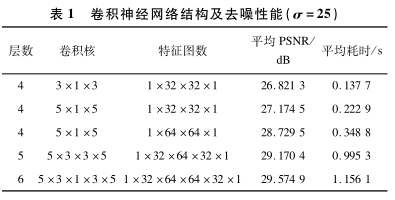 表 1 卷积神经网络结构及去噪性能(σ=25)
层数 卷积核 特征图数 平均 PSNR/dB 平均耗时/s
4 3×1×3 1×32×32×1 26.821 3 0.137 7
4 5×1×5 1×32×32×1 27.174 5 0.222 9
4 5×1×5 1×64×64×1 28.729 5 0.348 8
5 5×3×3×5 1×32×64×32×1 29.170 4 0.995 3
6 5×3×1×3×5 1×32×64×64×32×1 29.574 9 1.156 1